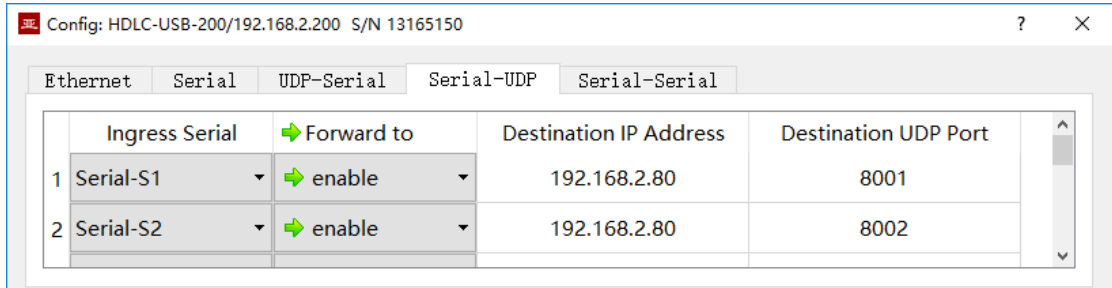 亚 Config: HDLC-USB-200/192.168.2.200 S/N 13165150 ?
Ethernet Serial UDP-Serial Serial-UDP Serial-Serial
Ingress Serial Forward to Destination IP Address Destination UDP Port
1 Serial-S1 enable 192.168.2.80 8001
2 Serial-S2 enable 192.168.2.80 8002